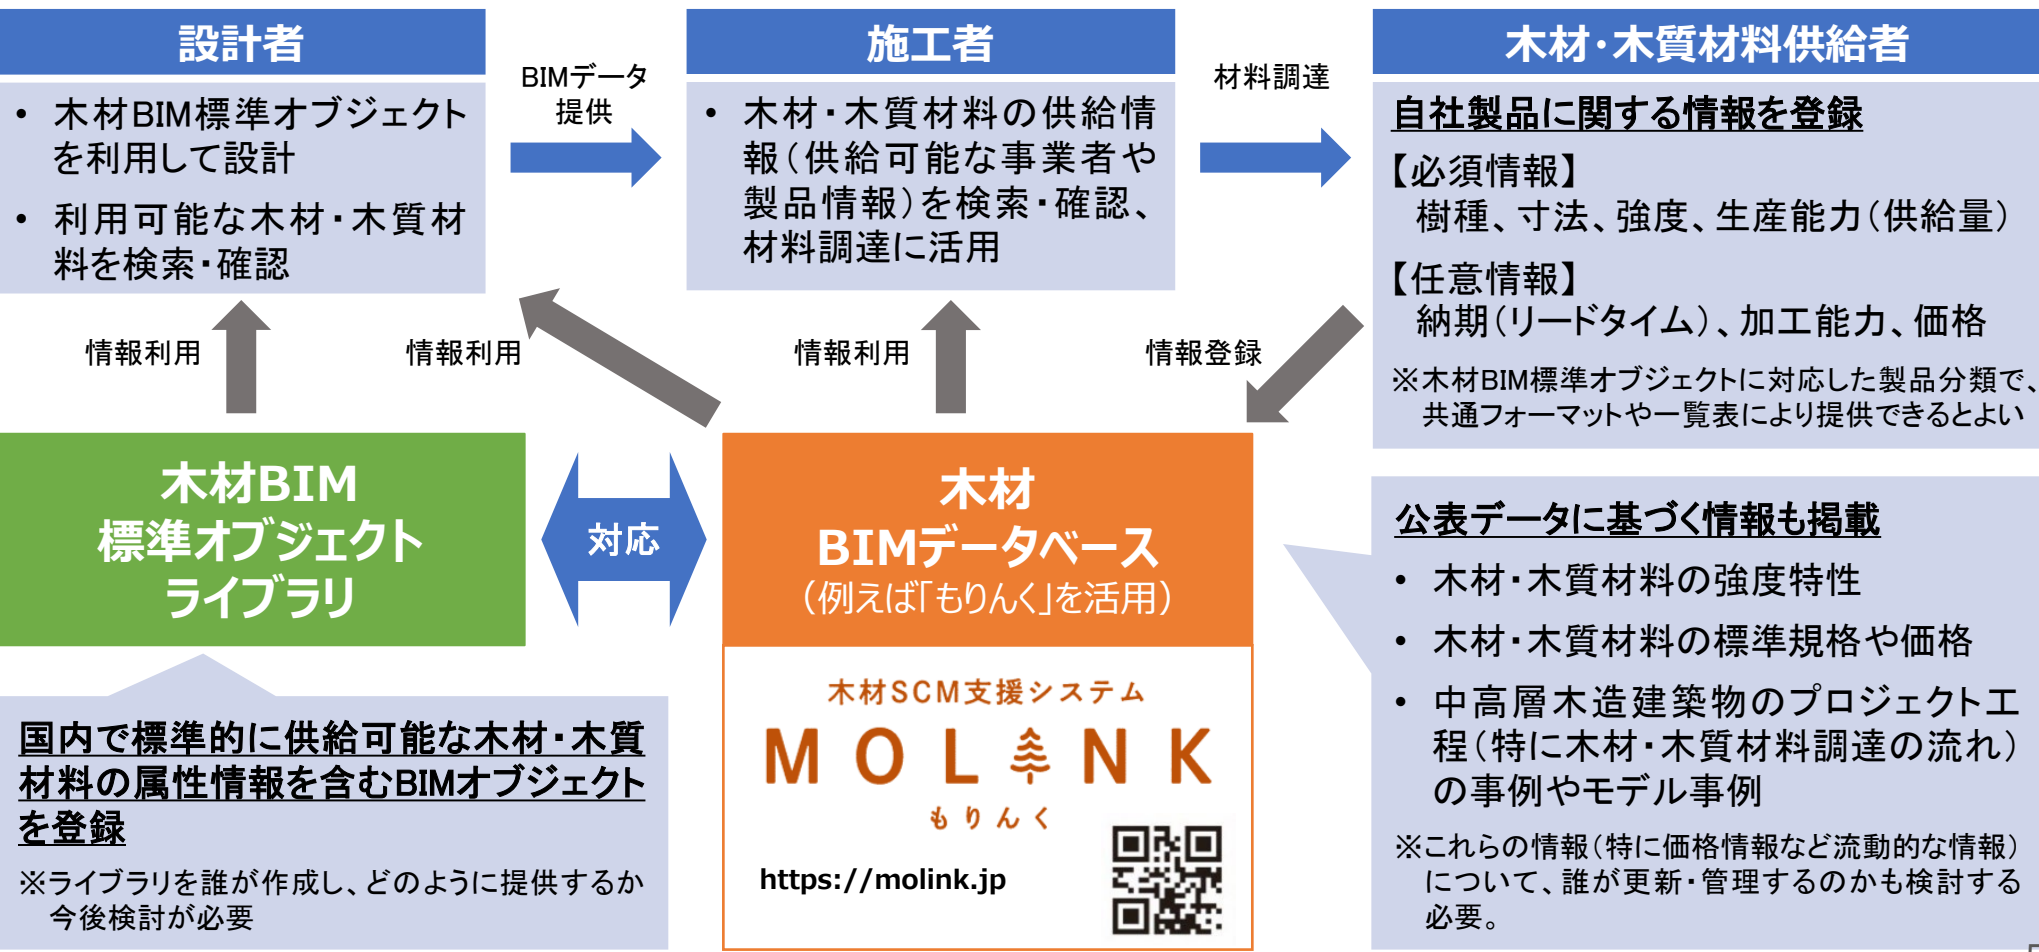 設計者
・木材BIM標準オブジェクト
を利用して設計
・利用可能な木材・木質材
料を検索・確認
BIMデータ
提供
施工者
・木材・木質材料の供給情
報（供給可能な事業者や
製品情報）を検索・確認、
材料調達に活用
材料調達
木材・木質材料供給者
自社製品に関する情報を登録
【必須情報】
樹種、寸法、強度、生産能力（供給量）
【任意情報】
納期（リードタイム）、加工能力、価格
※木材BIM標準オブジェクトに対応した製品分類で、
共通フォーマットや一覧表により提供できるとよい
情報利用
情報利用
情報利用
情報登録
木材BIM
標準オブジェクト
ライブラリ
対応
木材
BIMデータベース
（例えば「もりんく」を活用）
木材SCM支援システム
MOLINK
もりんく
https://molink.jp
国内で標準的に供給可能な木材・木質
材料の属性情報を含むBIMオブジェクト
を登録
※ライブラリを誰が作成し、どのように提供するか
今後検討が必要
公表データに基づく情報も掲載
・木材・木質材料の強度特性
・木材・木質材料の標準規格や価格
・中高層木造建築物のプロジェクト工
程（特に木材・木質材料調達の流れ）
の事例やモデル事例
※これらの情報（特に価格情報など流動的な情報）
について、誰が更新・管理するのかも検討する
必要。